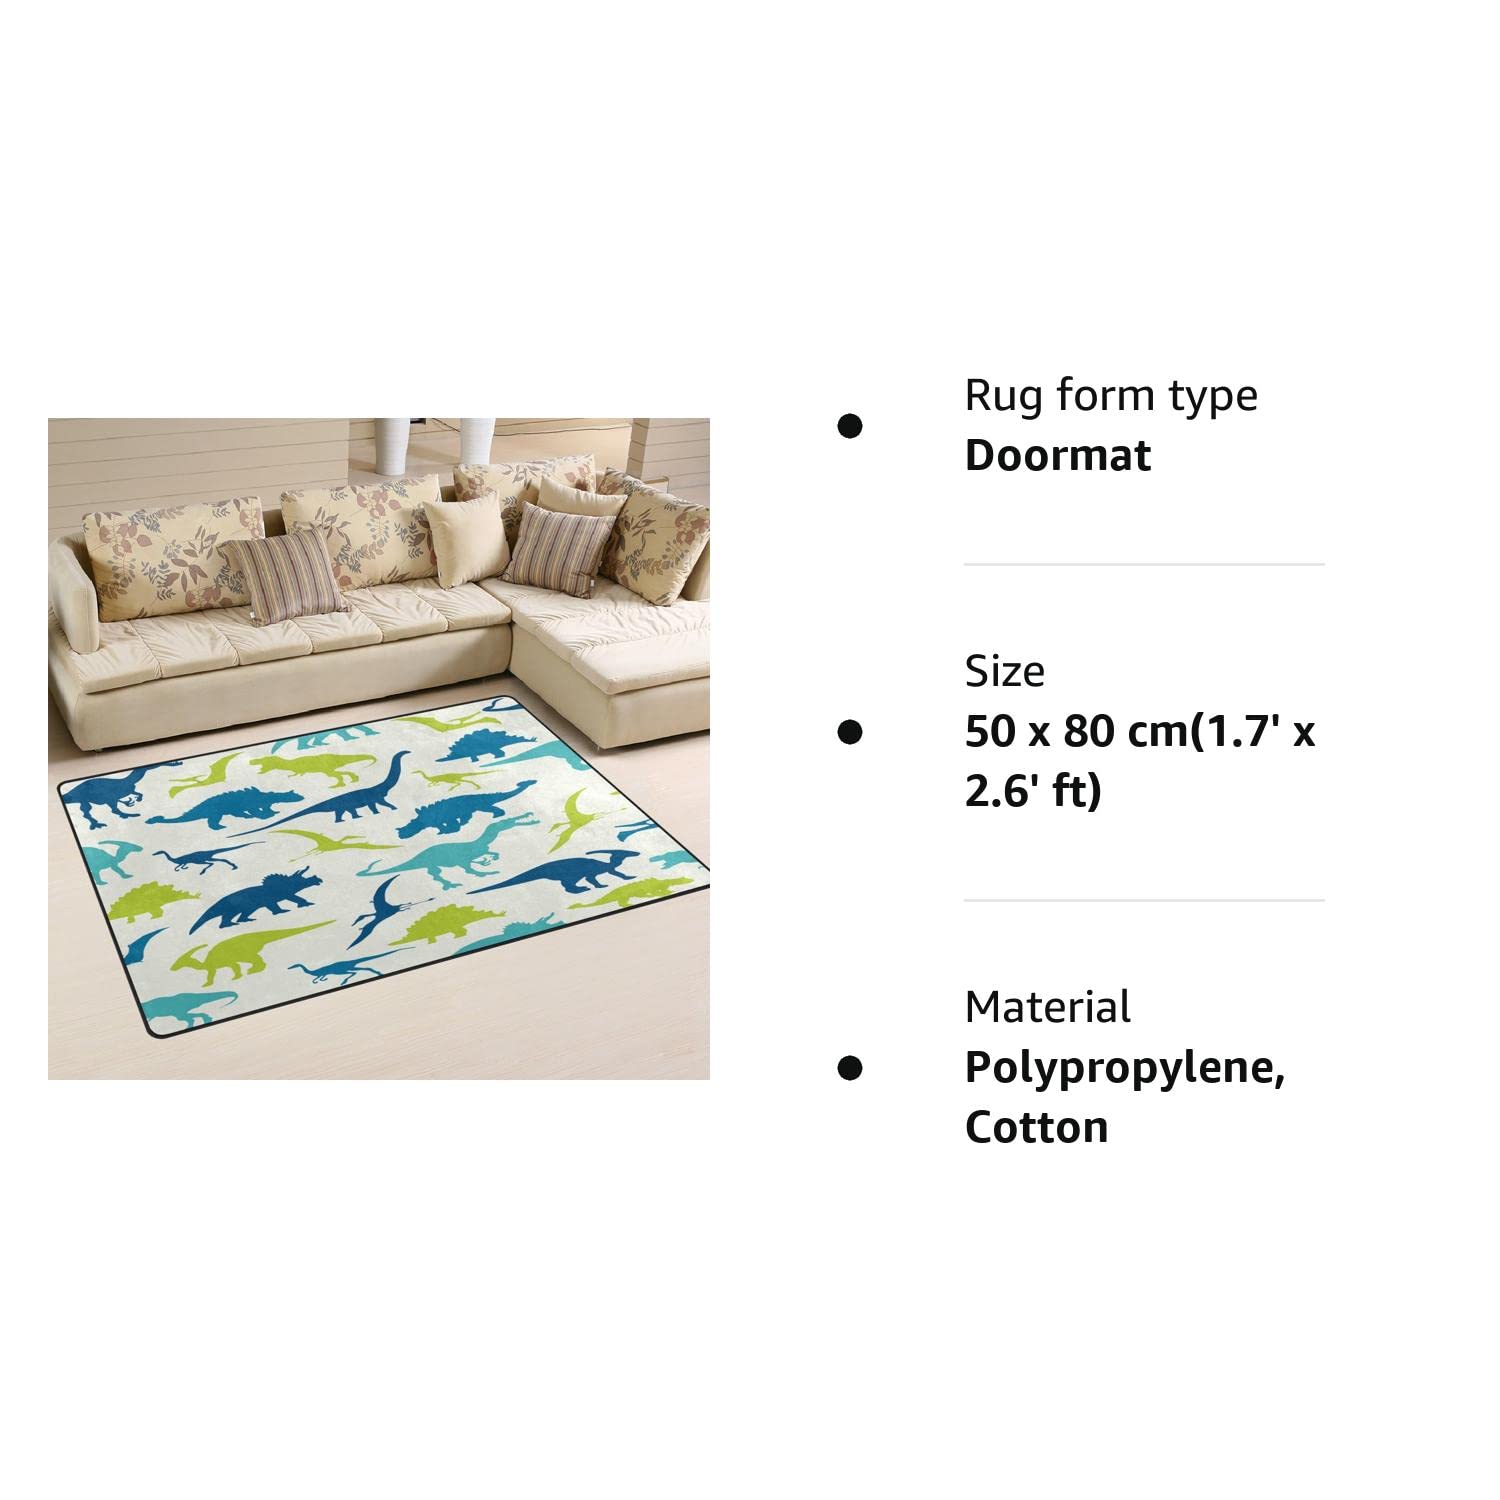 Rug form type
Doormat
Size
50 x 80 cm(1.7' x
2.6' ft)
Material
Polypropylene,
Cotton